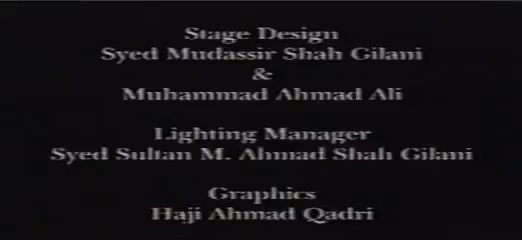 Stage Design
Syed Mudassir Shah Gilani
&
Muhammad Ahmad Ali
Lighting Manager
Syed Sultan M. Ahmad Shah Gilani
Graphics
Haji Ahmad Qadri